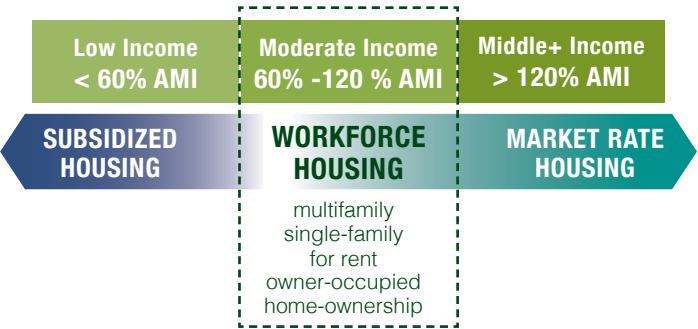 Low Income
< 60% AMI
Moderate Income
60% -120 % AMI
Middle+ Income
> 120% AMI
SUBSIDIZED
HOUSING
WORKFORCE
HOUSING
MARKET RATE
HOUSING
multifamily
single-family
for rent
owner-occupied
home-ownership